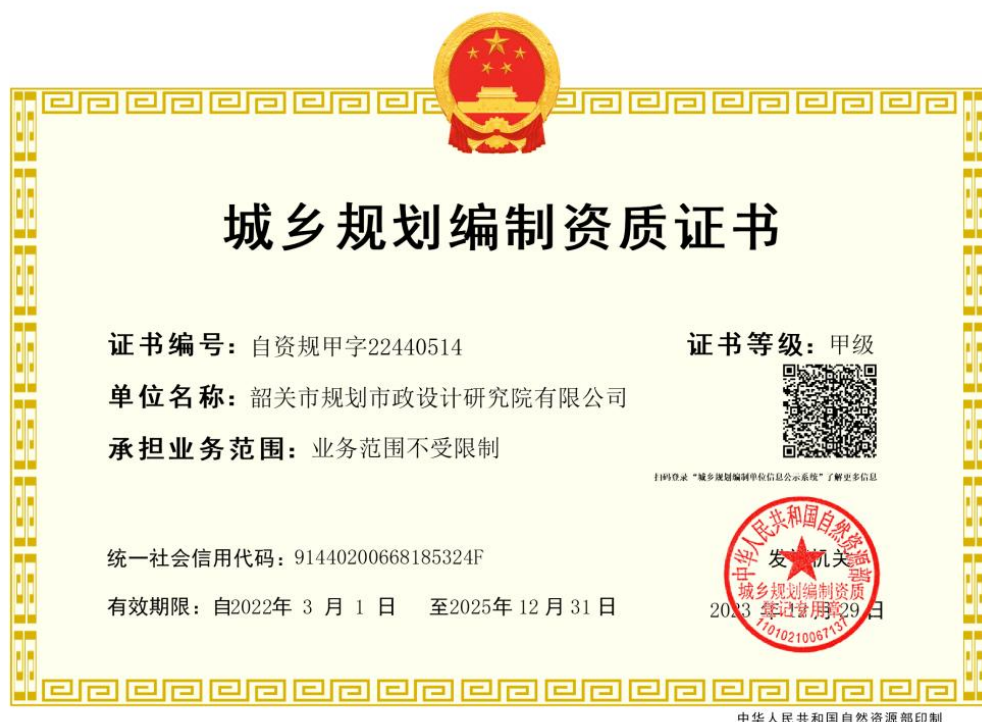 城乡规划编制资质证书
证书编号：自资规甲字22440514
证书等级：甲级
单位名称：韶关市规划市政设计研究院有限公司
承担业务范围：业务范围不受限制
扫码登录“城乡规划编制单位信息公示系统”了解更多信息
统一社会信用代码：91440200668185324F
发证机关
有效期限：自2022年 3 月 1 日 至2025年 12 月 31 日
中华人民共和国自然资源部
城乡规划编制资质
登记专用章
11010210067137
中华人民共和国自然资源部印制